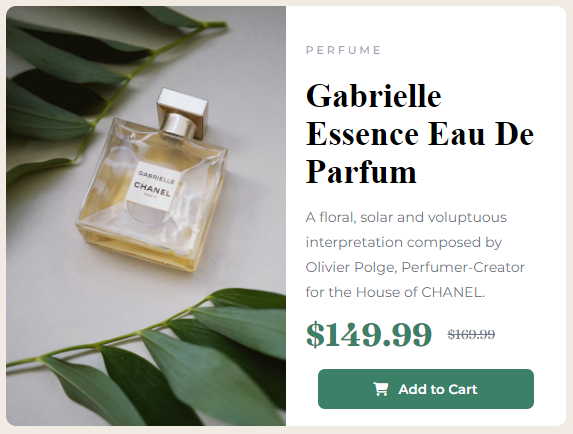 PERFUME
Gabrielle
Essence Eau De
Parfum
A floral, solar and voluptuous
interpretation composed by
Olivier Polge, Perfumer-Creator
for the House of CHANEL.
$149.99 $169.99
Add to Cart
GABRIELLE
CHANEL
PARIS